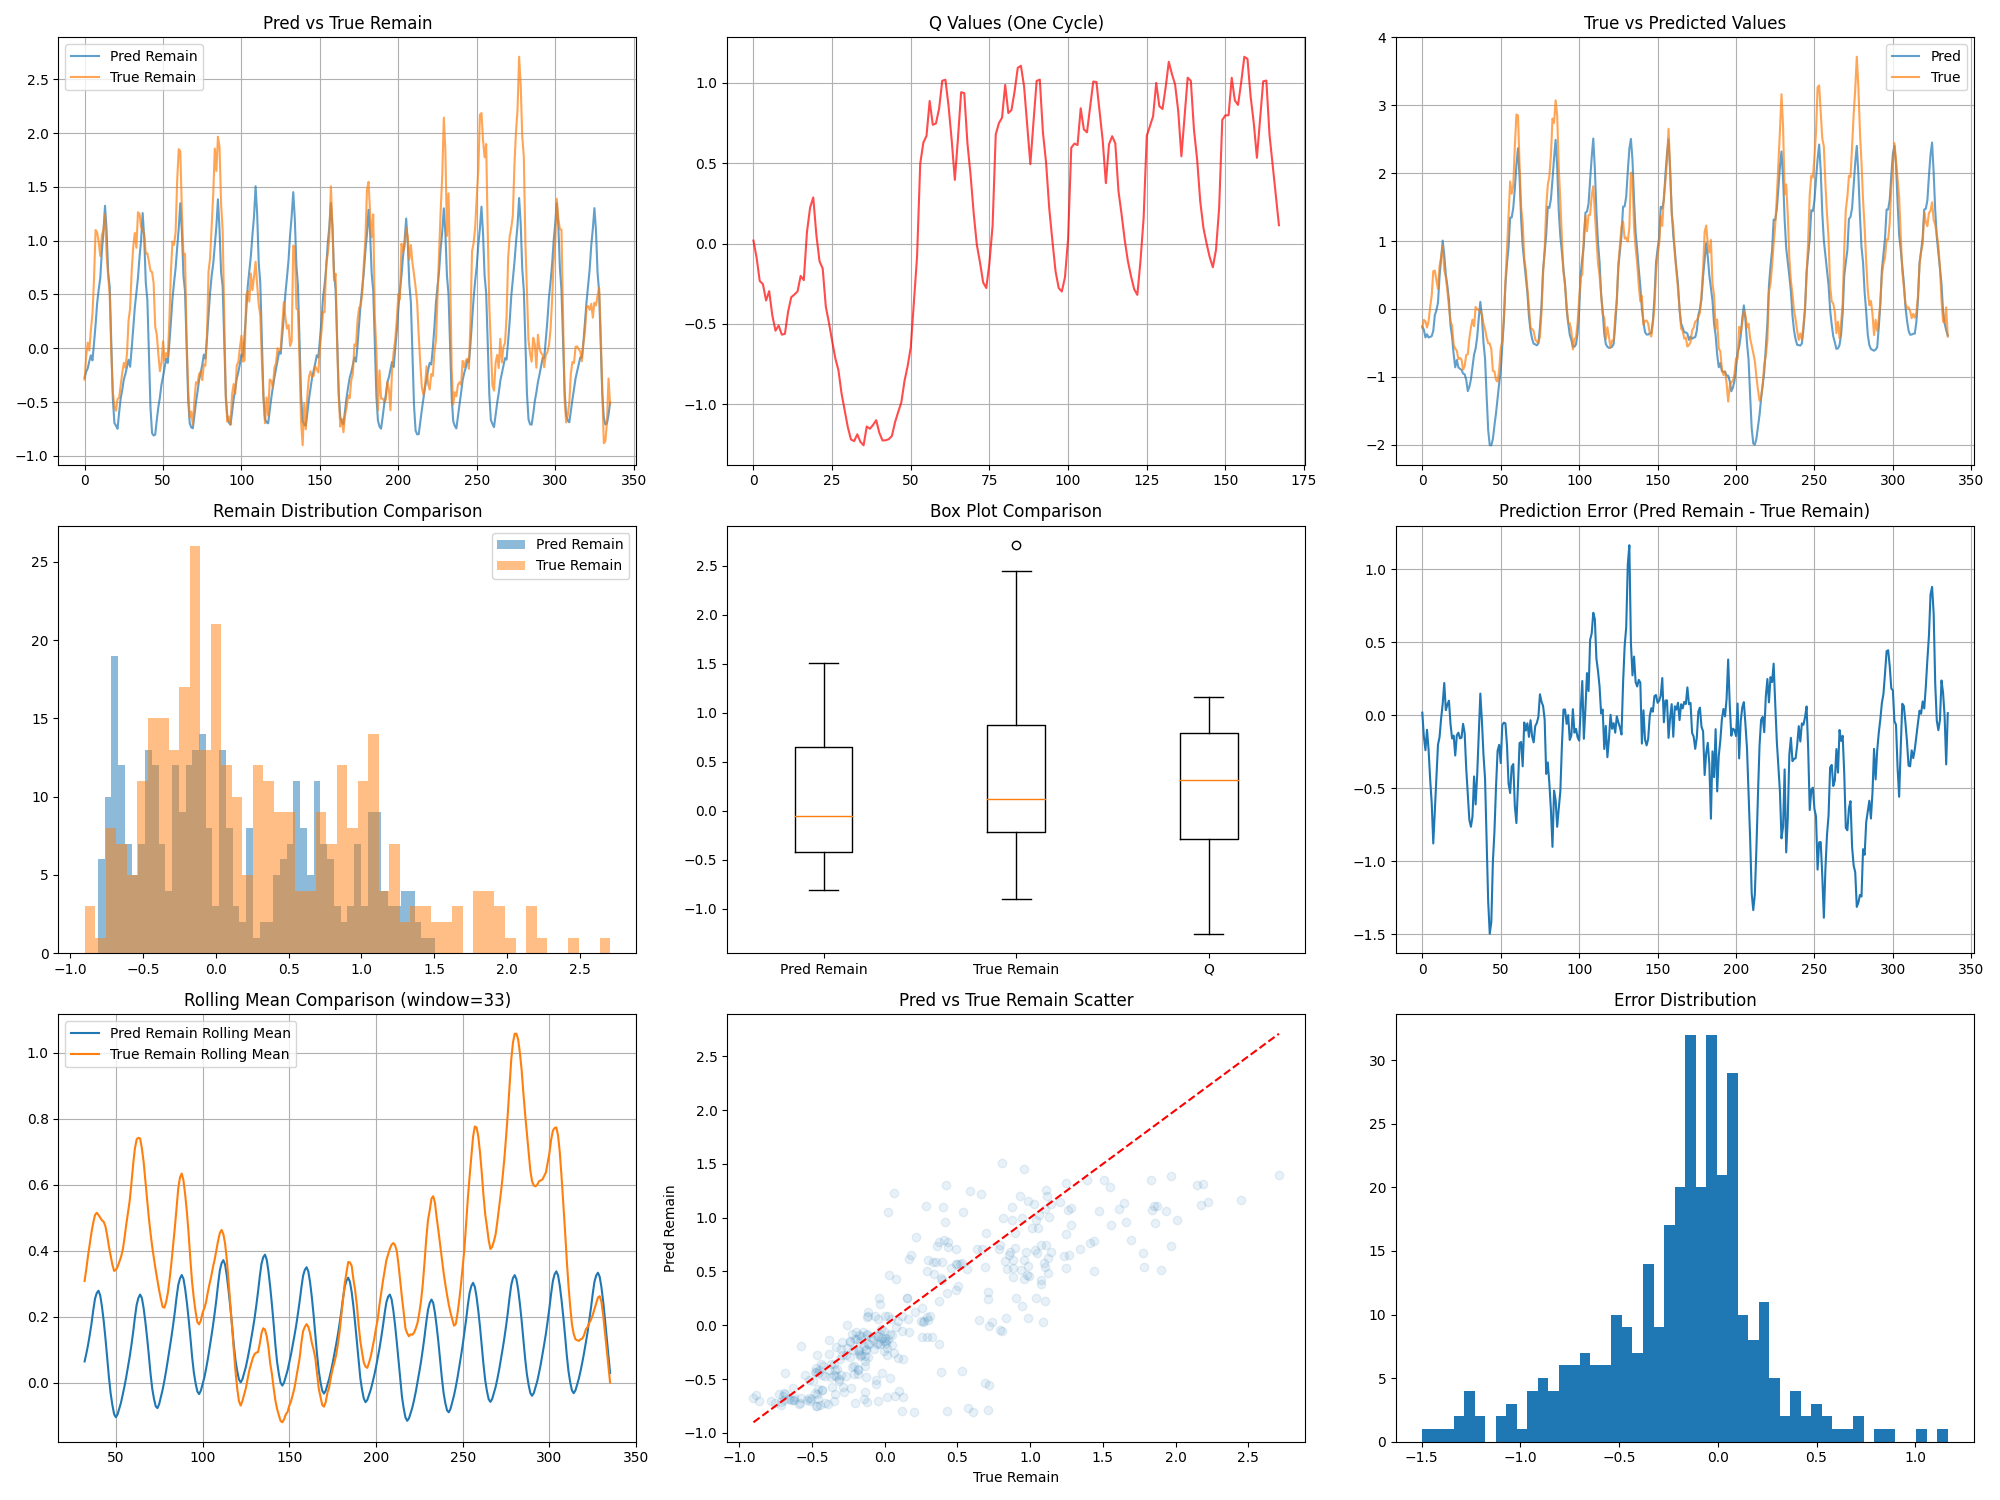 Pred vs True Remain
Pred Remain
True Remain
2.5
2.0
1.5
1.0
0.5
0.0
−0.5
−1.0
0 50 100 150 200 250 300 350
Q Values (One Cycle)
1.0
0.5
0.0
−0.5
−1.0
0 25 50 75 100 125 150 175
True vs Predicted Values
Pred
True
4
3
2
1
0
−1
−2
0 50 100 150 200 250 300 350
Remain Distribution Comparison
Pred Remain
True Remain
25
20
15
10
5
0
−1.0 −0.5 0.0 0.5 1.0 1.5 2.0 2.5
Box Plot Comparison
2.5
2.0
1.5
1.0
0.5
0.0
−0.5
−1.0
Pred Remain True Remain Q
Prediction Error (Pred Remain - True Remain)
1.0
0.5
0.0
−0.5
−1.0
−1.5
0 50 100 150 200 250 300 350
Rolling Mean Comparison (window=33)
Pred Remain Rolling Mean
True Remain Rolling Mean
1.0
0.8
0.6
0.4
0.2
0.0
50 100 150 200 250 300 350
Pred vs True Remain Scatter
Pred Remain
2.5
2.0
1.5
1.0
0.5
0.0
−0.5
−1.0
−1.0 −0.5 0.0 0.5 1.0 1.5 2.0 2.5
True Remain
Error Distribution
30
25
20
15
10
5
0
−1.5 −1.0 −0.5 0.0 0.5 1.0